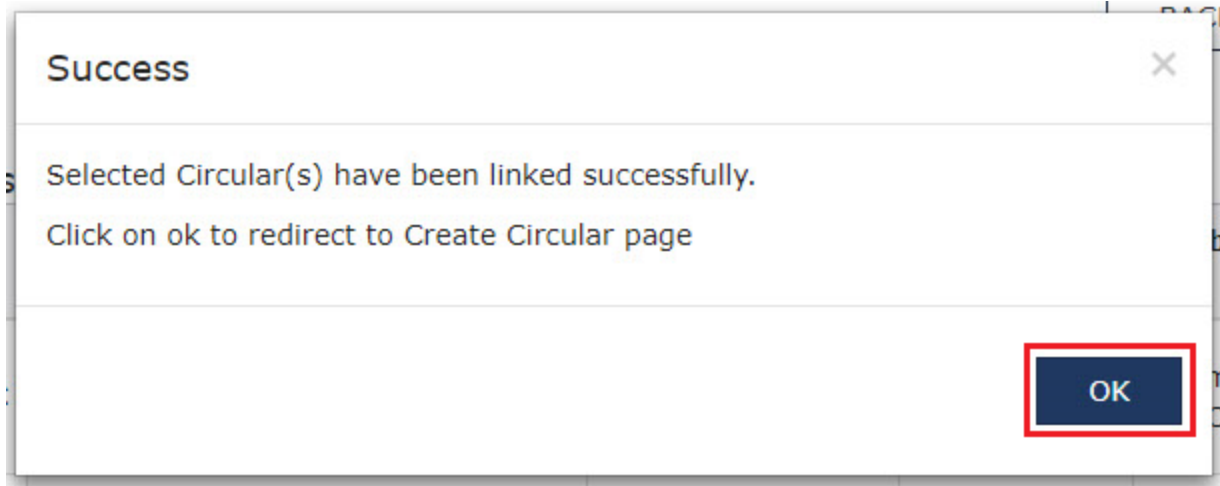 Success
Selected Circular(s) have been linked successfully.
Click on ok to redirect to Create Circular page
OK